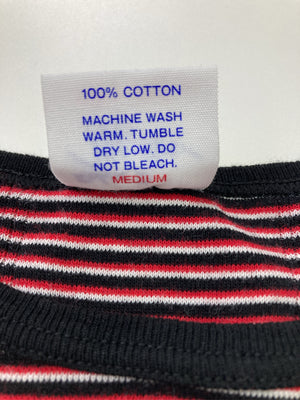 100% COTTON
MACHINE WASH
WARM. TUMBLE
DRY LOW. DO
NOT BLEACH.
MEDIUM